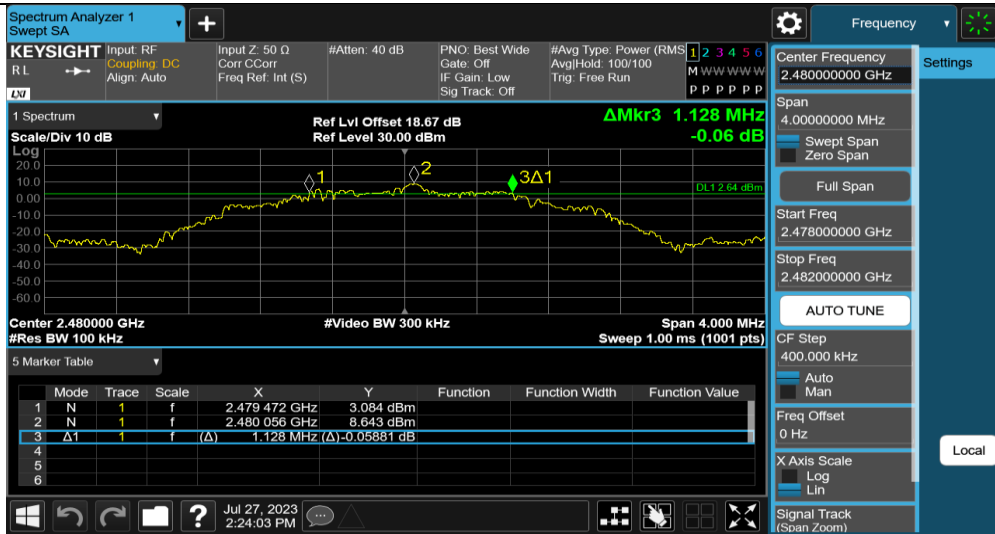 Spectrum Analyzer 1
Swept SA
Frequency
KEYSIGHT
R L
LXI
Input: RF
Coupling: DC
Align: Auto
Input Z: 50 Ω
Corr CCorr
Freq Ref: Int (S)
#Atten: 40 dB
PNO: Best Wide
Gate: Off
IF Gain: Low
Sig Track: Off
#Avg Type: Power (RMS
Avg|Hold: 100/100
Trig: Free Run
1 2 3 4 5 6
M W W W W W
P P P P P P
1 Spectrum
Scale/Div 10 dB
Ref Lvl Offset 18.67 dB
Ref Level 30.00 dBm
ΔMkr3 1.128 MHz
-0.06 dB
Log
20.0
10.0
0.00
-10.0
-20.0
-30.0
-40.0
-50.0
-60.0
1
2
3Δ1
DL1 2.64 dBm
Center 2.480000 GHz
#Res BW 100 kHz
#Video BW 300 kHz
Span 4.000 MHz
Sweep 1.00 ms (1001 pts)
5 Marker Table
Mode Trace Scale X Y Function Function Width Function Value
1 N 1 f 2.479 472 GHz 3.084 dBm
2 N 1 f 2.480 056 GHz 8.643 dBm
3 Δ1 1 f (Δ) 1.128 MHz (Δ) -0.05881 dB
4
5
6
Jul 27, 2023
2:24:03 PM
?
Center Frequency
2.480000000 GHz
Span
4.00000000 MHz
Swept Span
Zero Span
Full Span
Start Freq
2.478000000 GHz
Stop Freq
2.482000000 GHz
AUTO TUNE
CF Step
400.000 kHz
Auto
Man
Freq Offset
0 Hz
X Axis Scale
Log
Lin
Signal Track
(Span Zoom)
Settings
Local